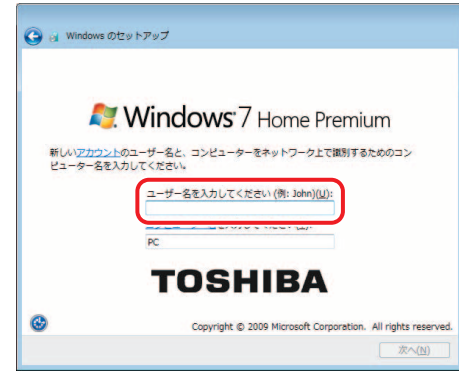 Windows のセットアップ
Windows 7 Home Premium
新しいアカウントのユーザー名と、コンピューターをネットワーク上で識別するためのコン
ピューター名を入力してください。
ユーザー名を入力してください (例: John)(U):
PC
TOSHIBA
Copyright © 2009 Microsoft Corporation. All rights reserved.
次へ(N)